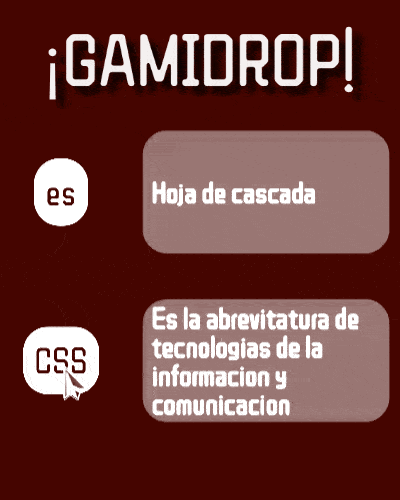 ¡GAMIDROP!
es
Hoja de cascada
CSS
Es la abrevitatura de
tecnologias de la
informacion y
comunicacion